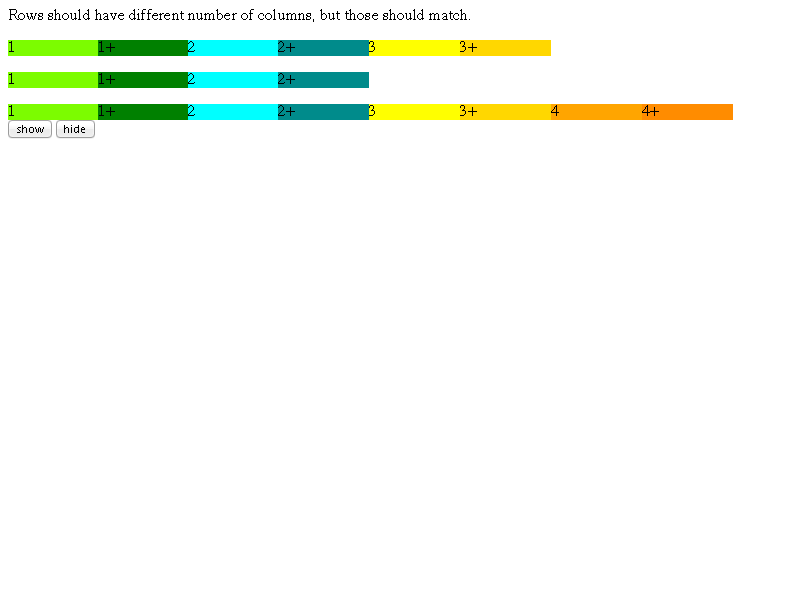 Rows should have different number of columns, but those should match.
1 1+ 2 2+ 3 3+
1 1+ 2 2+
1 1+ 2 2+ 3 3+ 4 4+
show hide